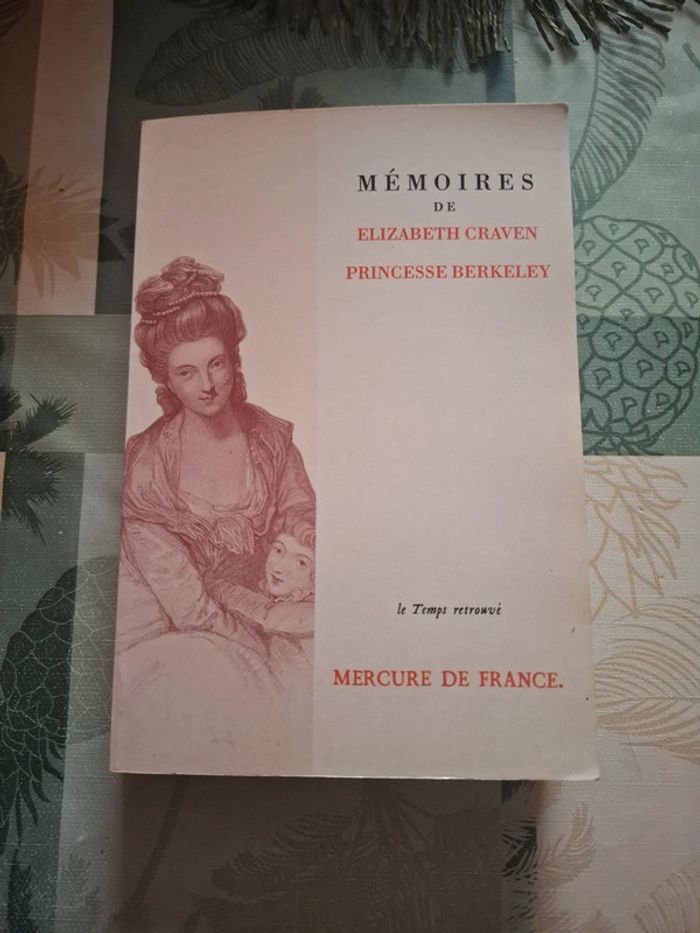 MÉMOIRES
DE
ELIZABETH CRAVEN
PRINCESSE BERKELEY
le Temps retrouvé
MERCURE DE FRANCE.